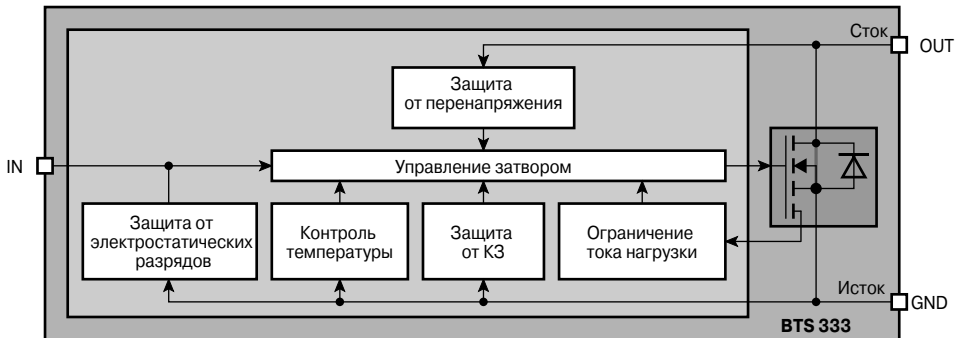 Сток
OUT
Защита
от перенапряжения
IN
Управление затвором
Защита от
электростатических
разрядов
Контроль
температуры
Защита
от КЗ
Ограничение
тока нагрузки
Исток
GND
BTS 333